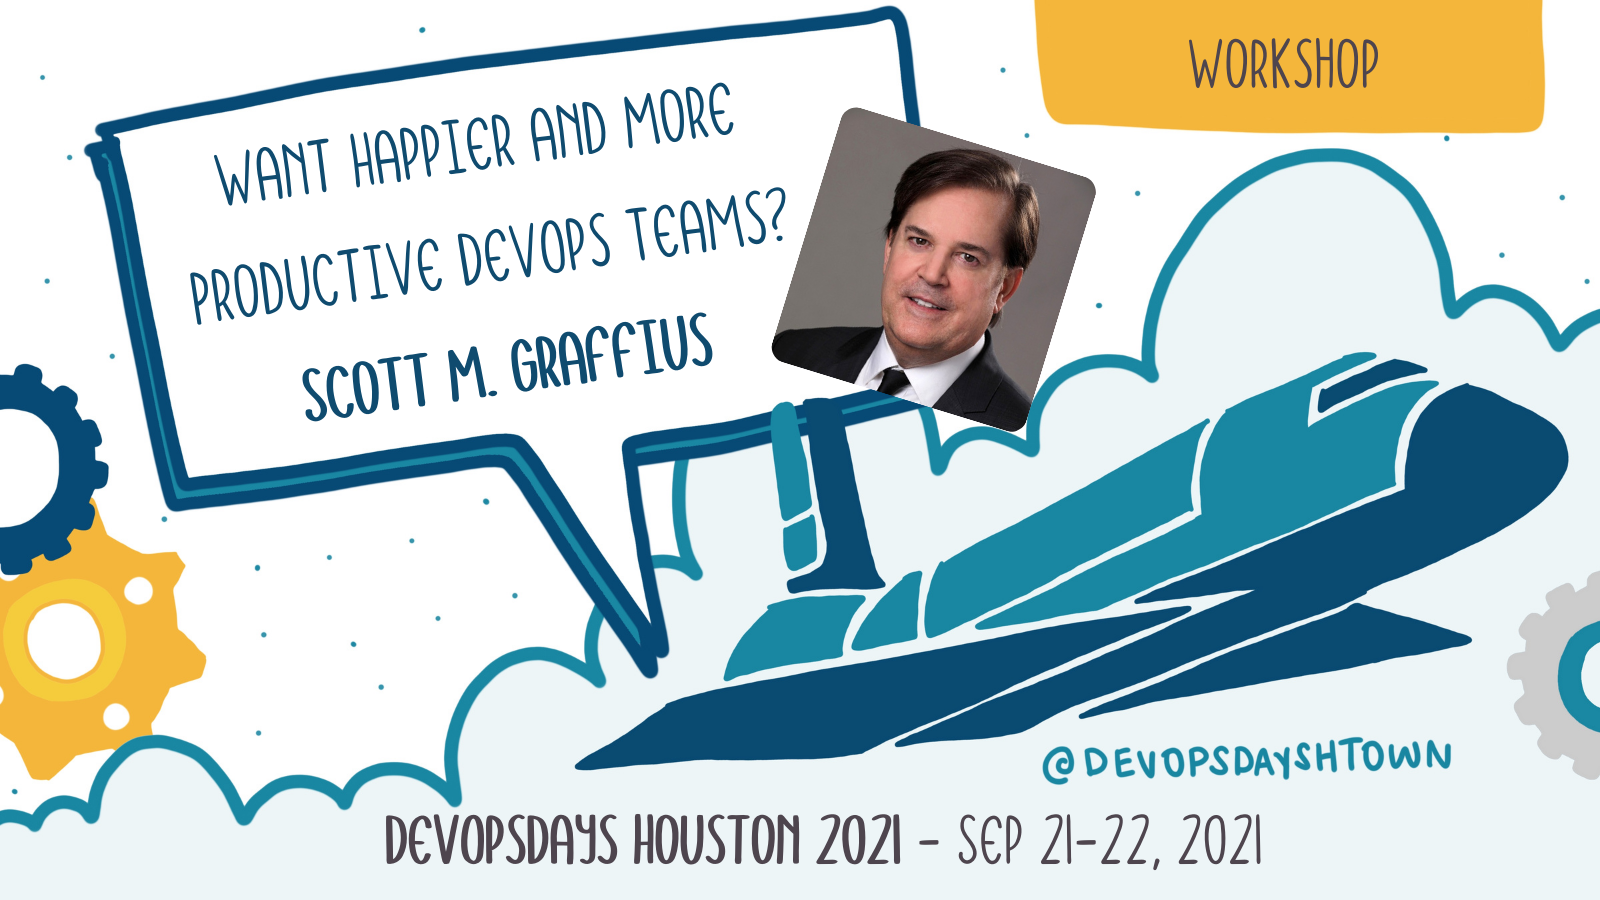 WORKSHOP
WANT HAPPIER AND MORE
PRODUCTIVE DEVOPS TEAMS?
SCOTT M. GRAFFIUS
@DEVOPSDAYSHTOWN
DEVOPSDAYS HOUSTON 2021 - SEP 21-22, 2021